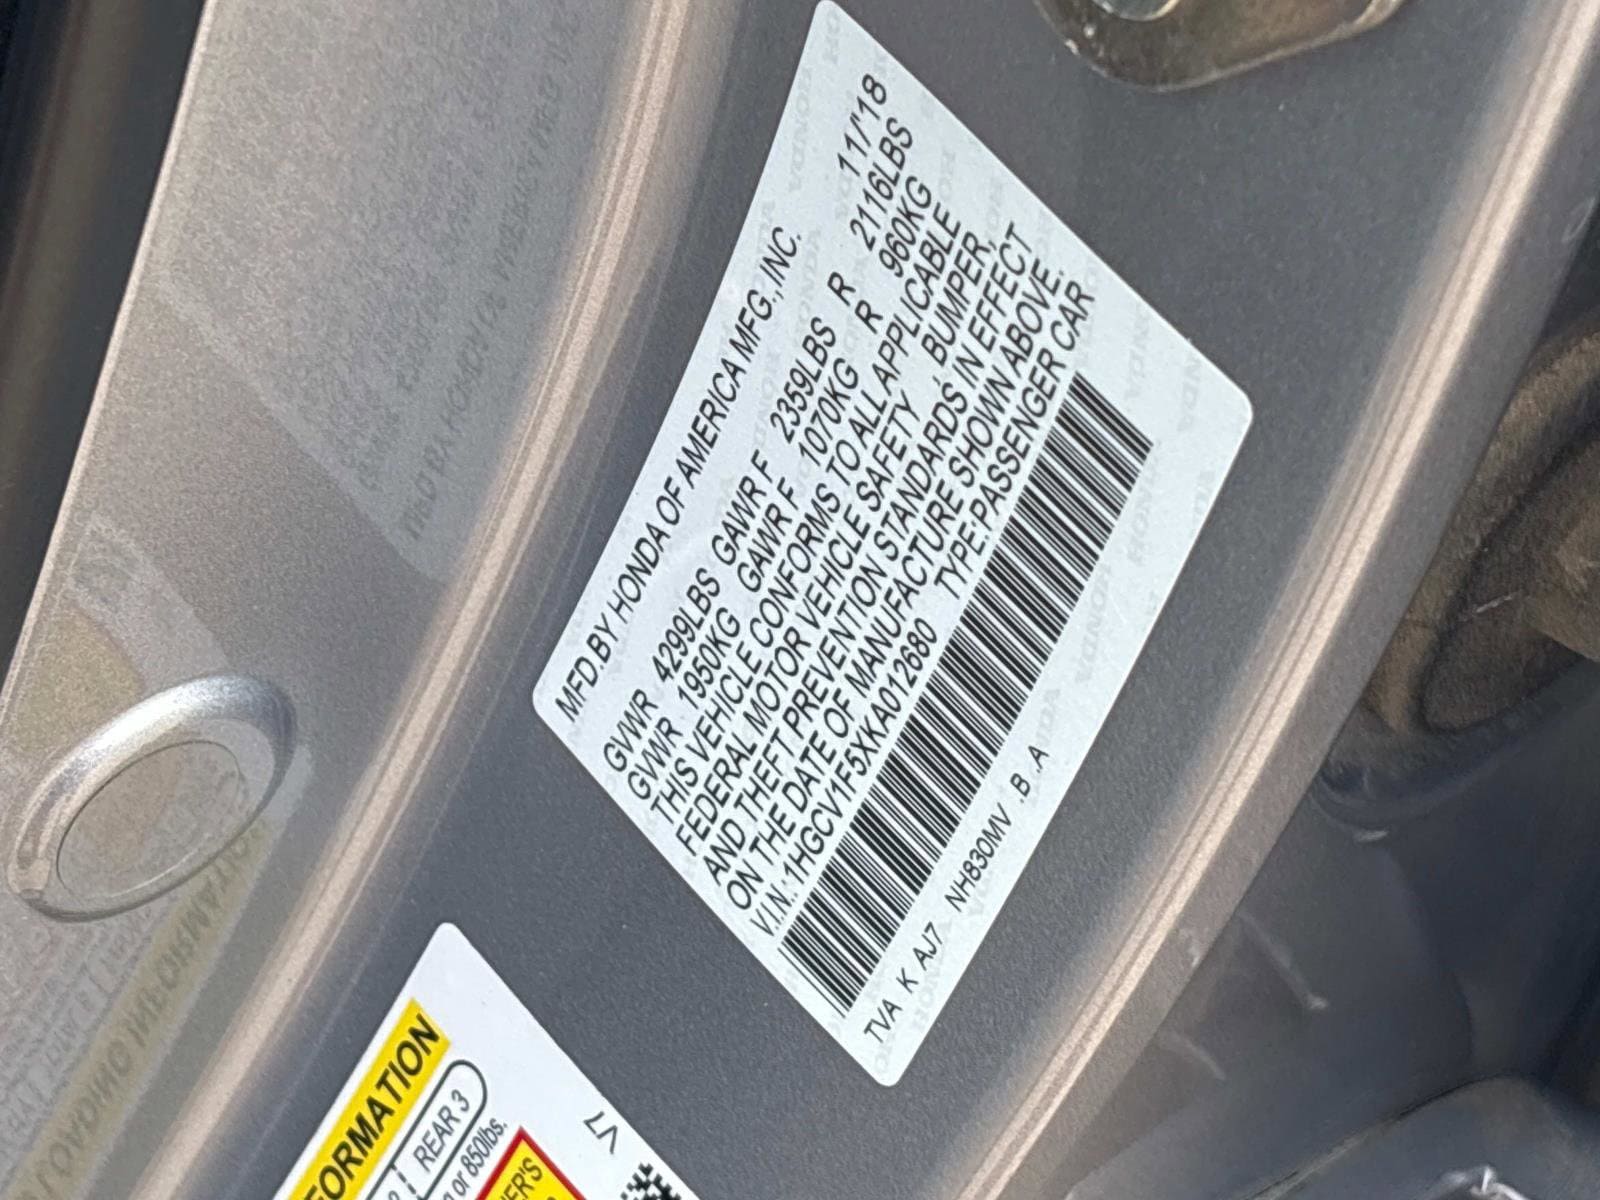 MFD.BY HONDA OF AMERICA MFG.,INC. 11/'18
GVWR 4299LBS GAWR F 2359LBS R 2116LBS
GVWR 1950KG GAWR F 1070KG R 960KG
THIS VEHICLE CONFORMS TO ALL APPLICABLE
FEDERAL MOTOR VEHICLE SAFETY , BUMPER,
AND THEFT PREVENTION STANDARDS IN EFFECT
ON THE DATE OF MANUFACTURE SHOWN ABOVE.
V.I.N.:1HGCV1F5XKA012680 TYPE:PASSENGER CAR
TVA K AJ7 NH830MV .B .A
FORMATION
REAR 3
or 850lbs.